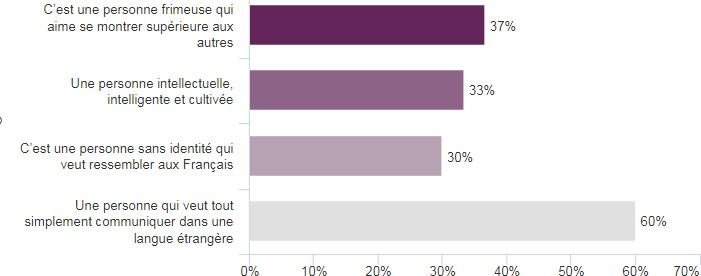 C'est une personne frimeuse qui
aime se montrer supérieure aux
autres
37%
Une personne intellectuelle,
intelligente et cultivée
33%
C'est une personne sans identité qui
veut ressembler aux Français
30%
Une personne qui veut tout
simplement communiquer dans une
langue étrangère
60%
0% 10% 20% 30% 40% 50% 60% 70%